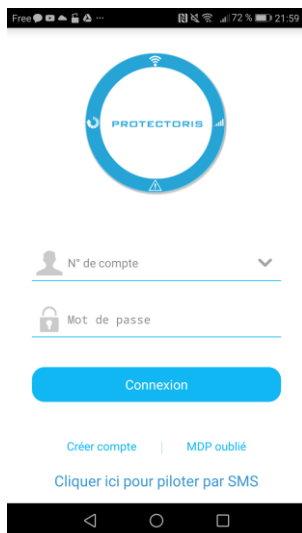 Free 72 % 21:59
PROTECTORIS
N° de compte
Mot de passe
Connexion
Créer compte MDP oublié
Cliquer ici pour piloter par SMS